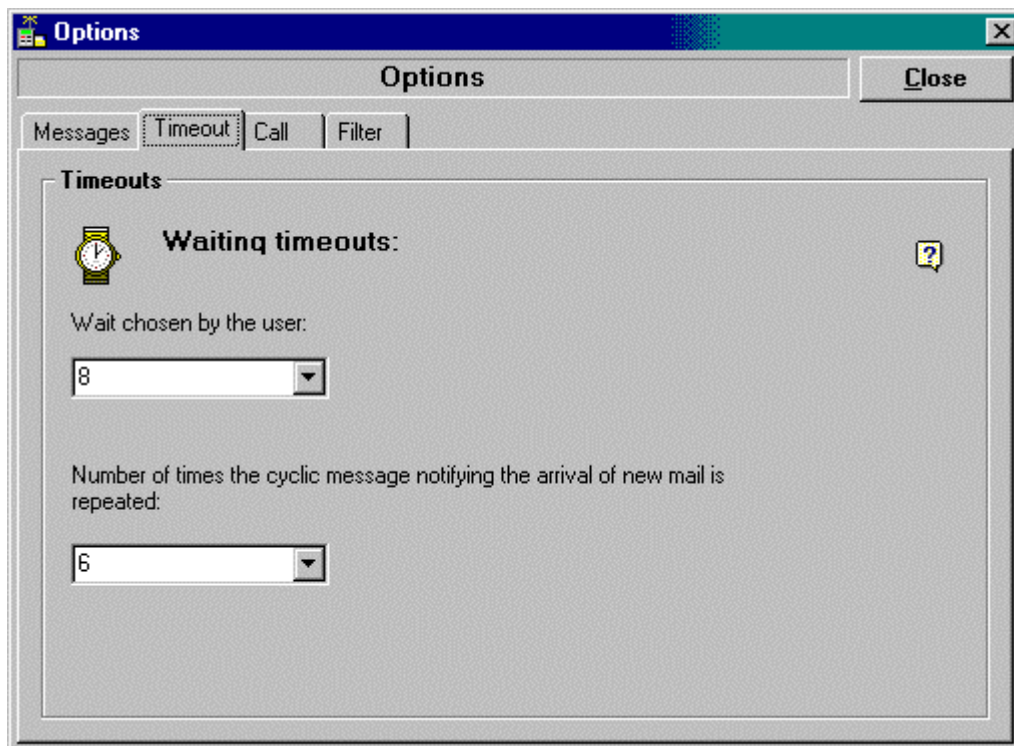 Options
Options
Close
Messages Timeout Call Filter
Timeouts
Waiting timeouts:
?
Wait chosen by the user:
8
Number of times the cyclic message notifying the arrival of new mail is
repeated:
6